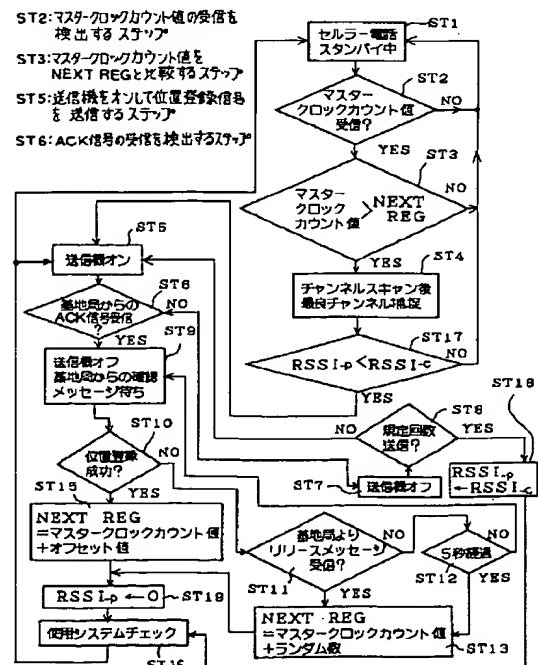 ST2:マスタークロックカウント値の受信を
検出するステップ
ST3:マスタークロックカウント値を
NEXT REGと比較するステップ
ST5:送信機をオンして位置登録信号
を送信するステップ
ST6:ACK信号の受信を検出するステップ
ST1
セルラー電話
スタンバイ中
ST2
マスター
クロックカウント値
受信?
NO
YES
ST3
マスター
クロック
カウント値
>
NEXT
REG
NO
YES
ST4
チャンネルスキャン後
最良チャンネル捕捉
ST17
RSSI-p<RSSI-c
NO
YES
ST5
送信機オン
ST6
基地局からの
ACK信号受信
?
NO
YES
ST9
送信機オフ
基地局からの確認
メッセージ待ち
ST10
位置登録
成功?
NO
YES
ST8
規定回数
送信?
NO
YES
ST7
送信機オフ
ST18
RSSI-p
←RSSI-c
ST15
NEXT REG
=マスタークロックカウント値
+オフセット値
ST11
基地局より
リリースメッセージ
受信?
NO
YES
ST12
5秒経過
NO
YES
ST13
NEXT REG
=マスタークロックカウント値
+ランダム数
RSSI-p ←0
ST19
使用システムチェック
ST16